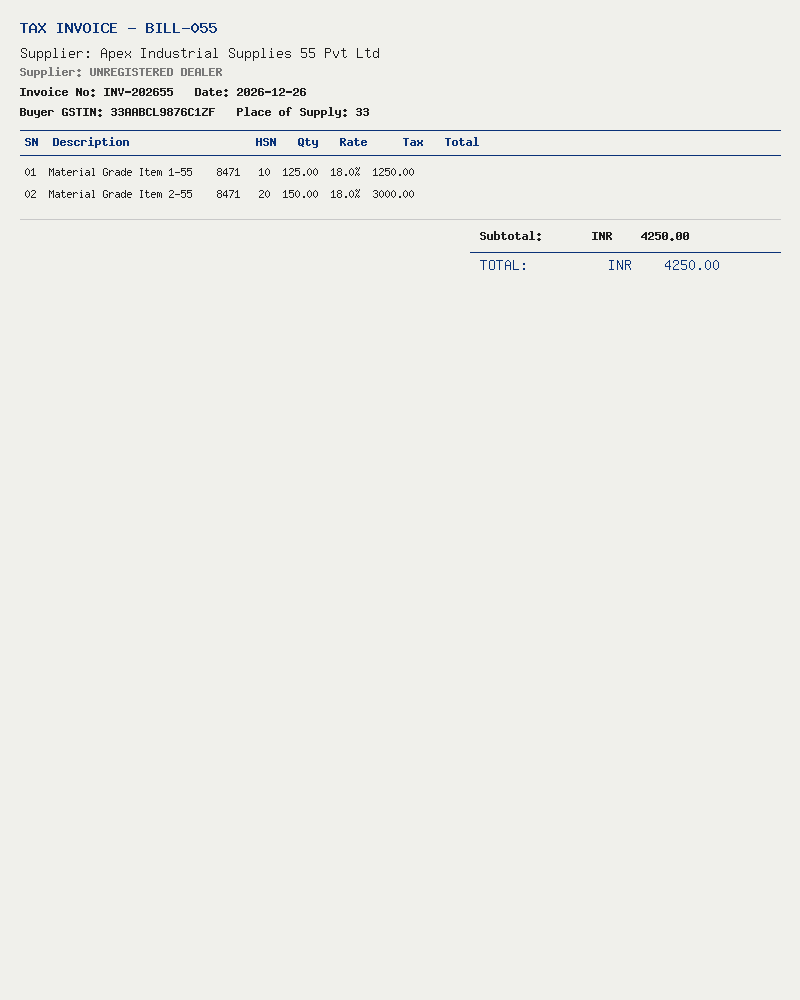 TAX INVOICE - BILL-055
Supplier: Apex Industrial Supplies 55 Pvt Ltd
Supplier: UNREGISTERED DEALER
Invoice No: INV-202655 Date: 2026-12-26
Buyer GSTIN: 33AABCL9876C1ZF Place of Supply: 33
SN Description HSN Qty Rate Tax Total
01 Material Grade Item 1-55 8471 10 125.00 18.0% 1250.00
02 Material Grade Item 2-55 8471 20 150.00 18.0% 3000.00
Subtotal: INR 4250.00
TOTAL: INR 4250.00